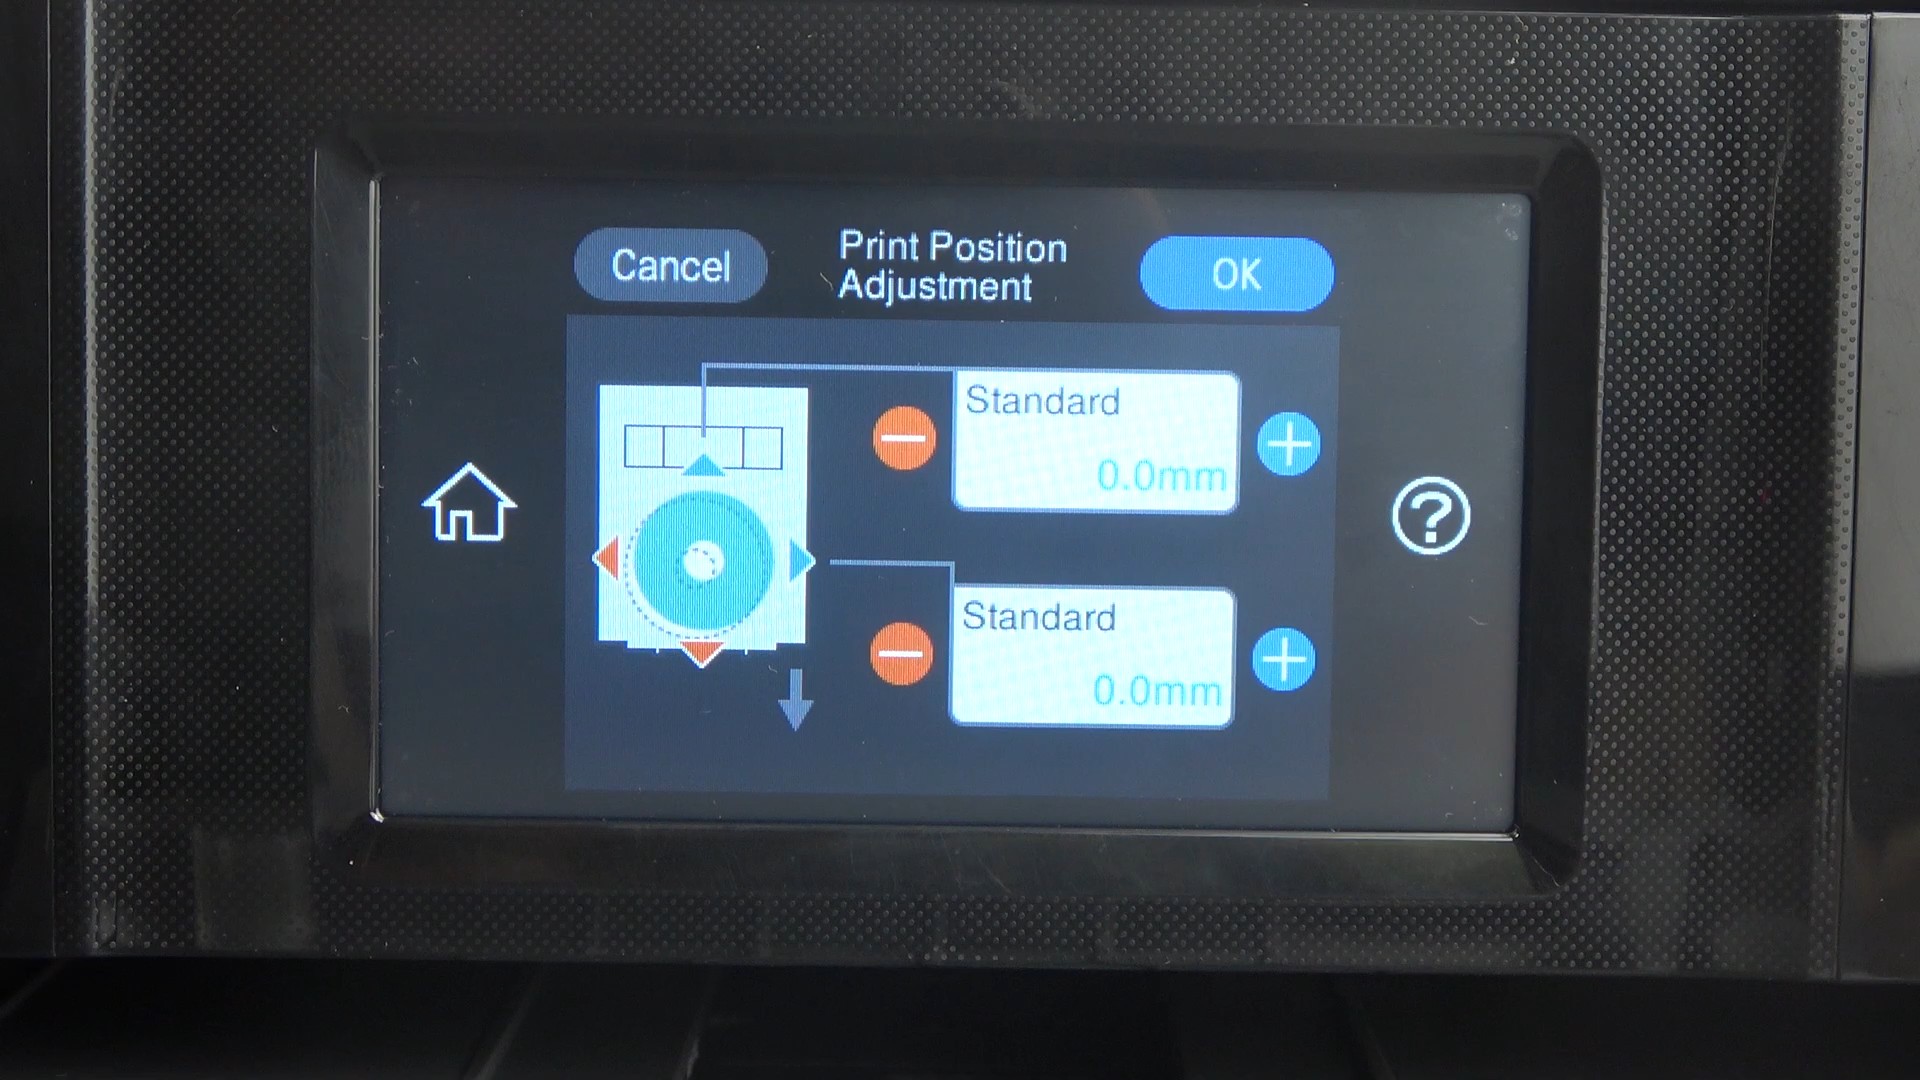 Cancel
Print Position
Adjustment
OK
Standard
0.0mm
Standard
0.0mm